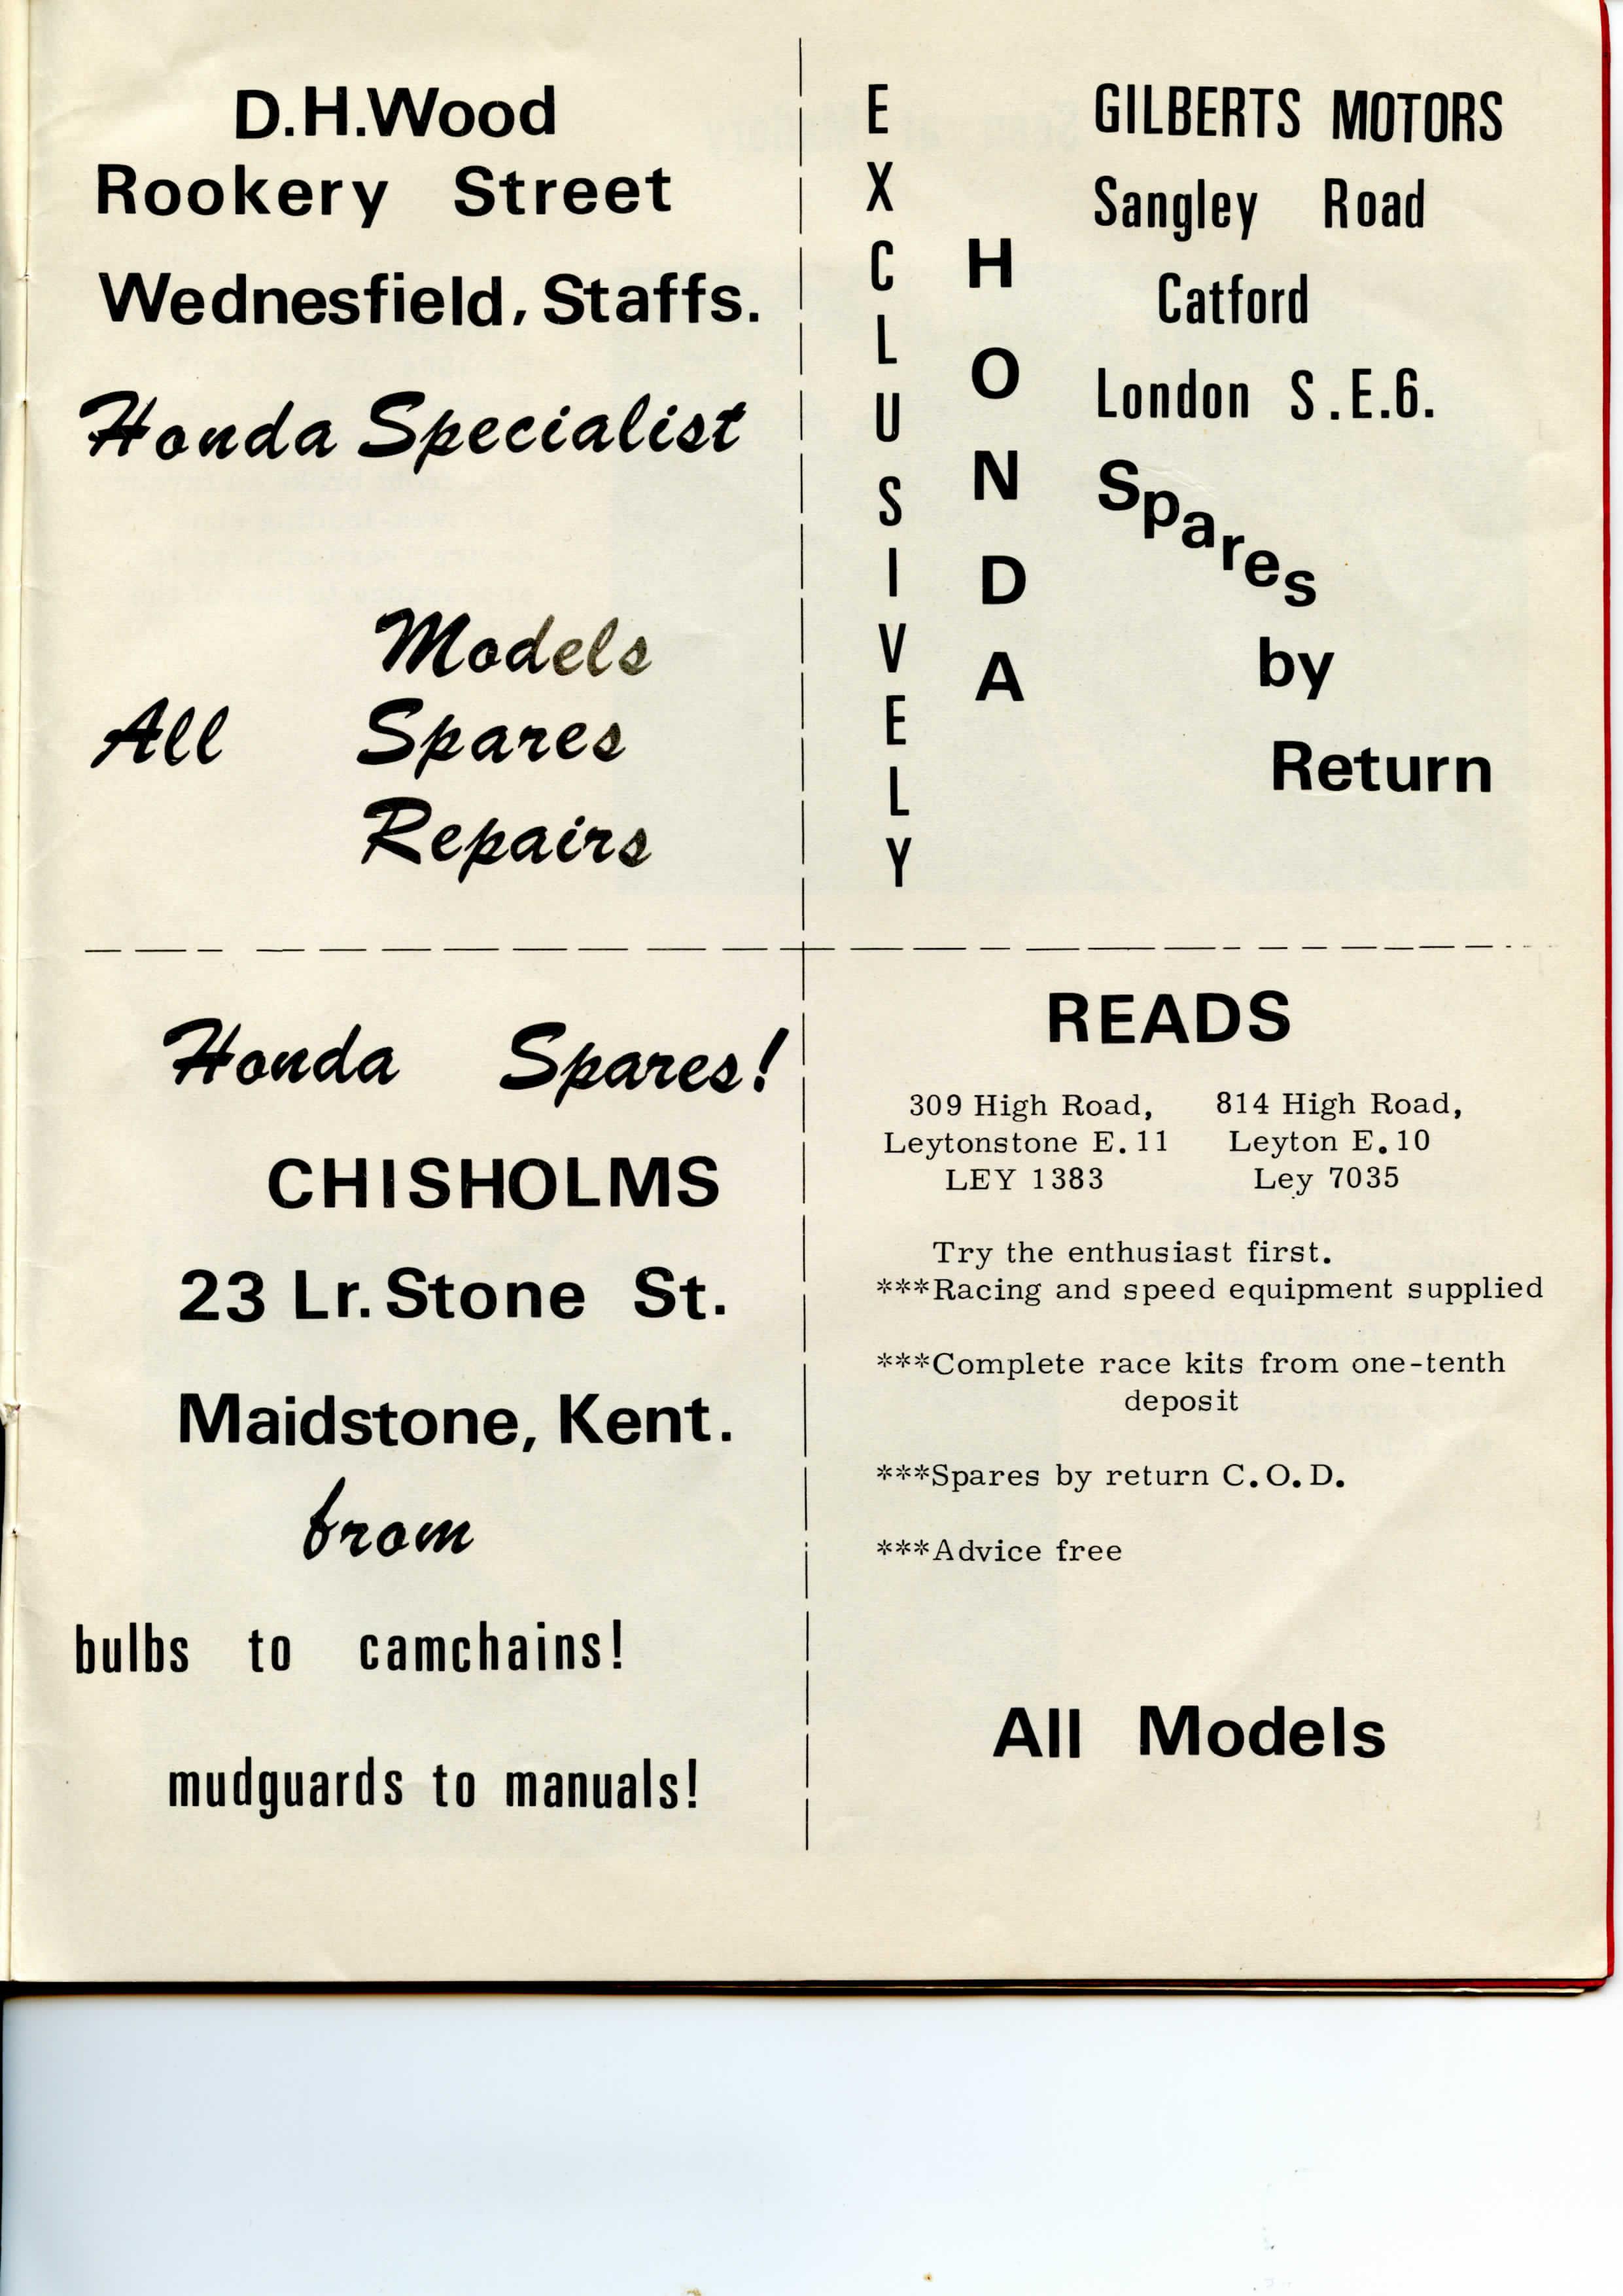 D.H.Wood
Rookery Street
Wednesfield, Staffs.
Honda Specialist
Models
All Spares
Repairs
EXCLUSIVELY
HONDA
GILBERTS MOTORS
Sangley Road
Catford
London S.E.6.
Spares
by
Return
Honda Spares!
CHISHOLMS
23 Lr. Stone St.
Maidstone, Kent.
from
bulbs to camchains!
mudguards to manuals!
READS
309 High Road, 814 High Road,
Leytonstone E. 11 Leyton E. 10
LEY 1383 Ley 7035
Try the enthusiast first.
***Racing and speed equipment supplied
***Complete race kits from one-tenth
deposit
***Spares by return C.O.D.
***Advice free
All Models